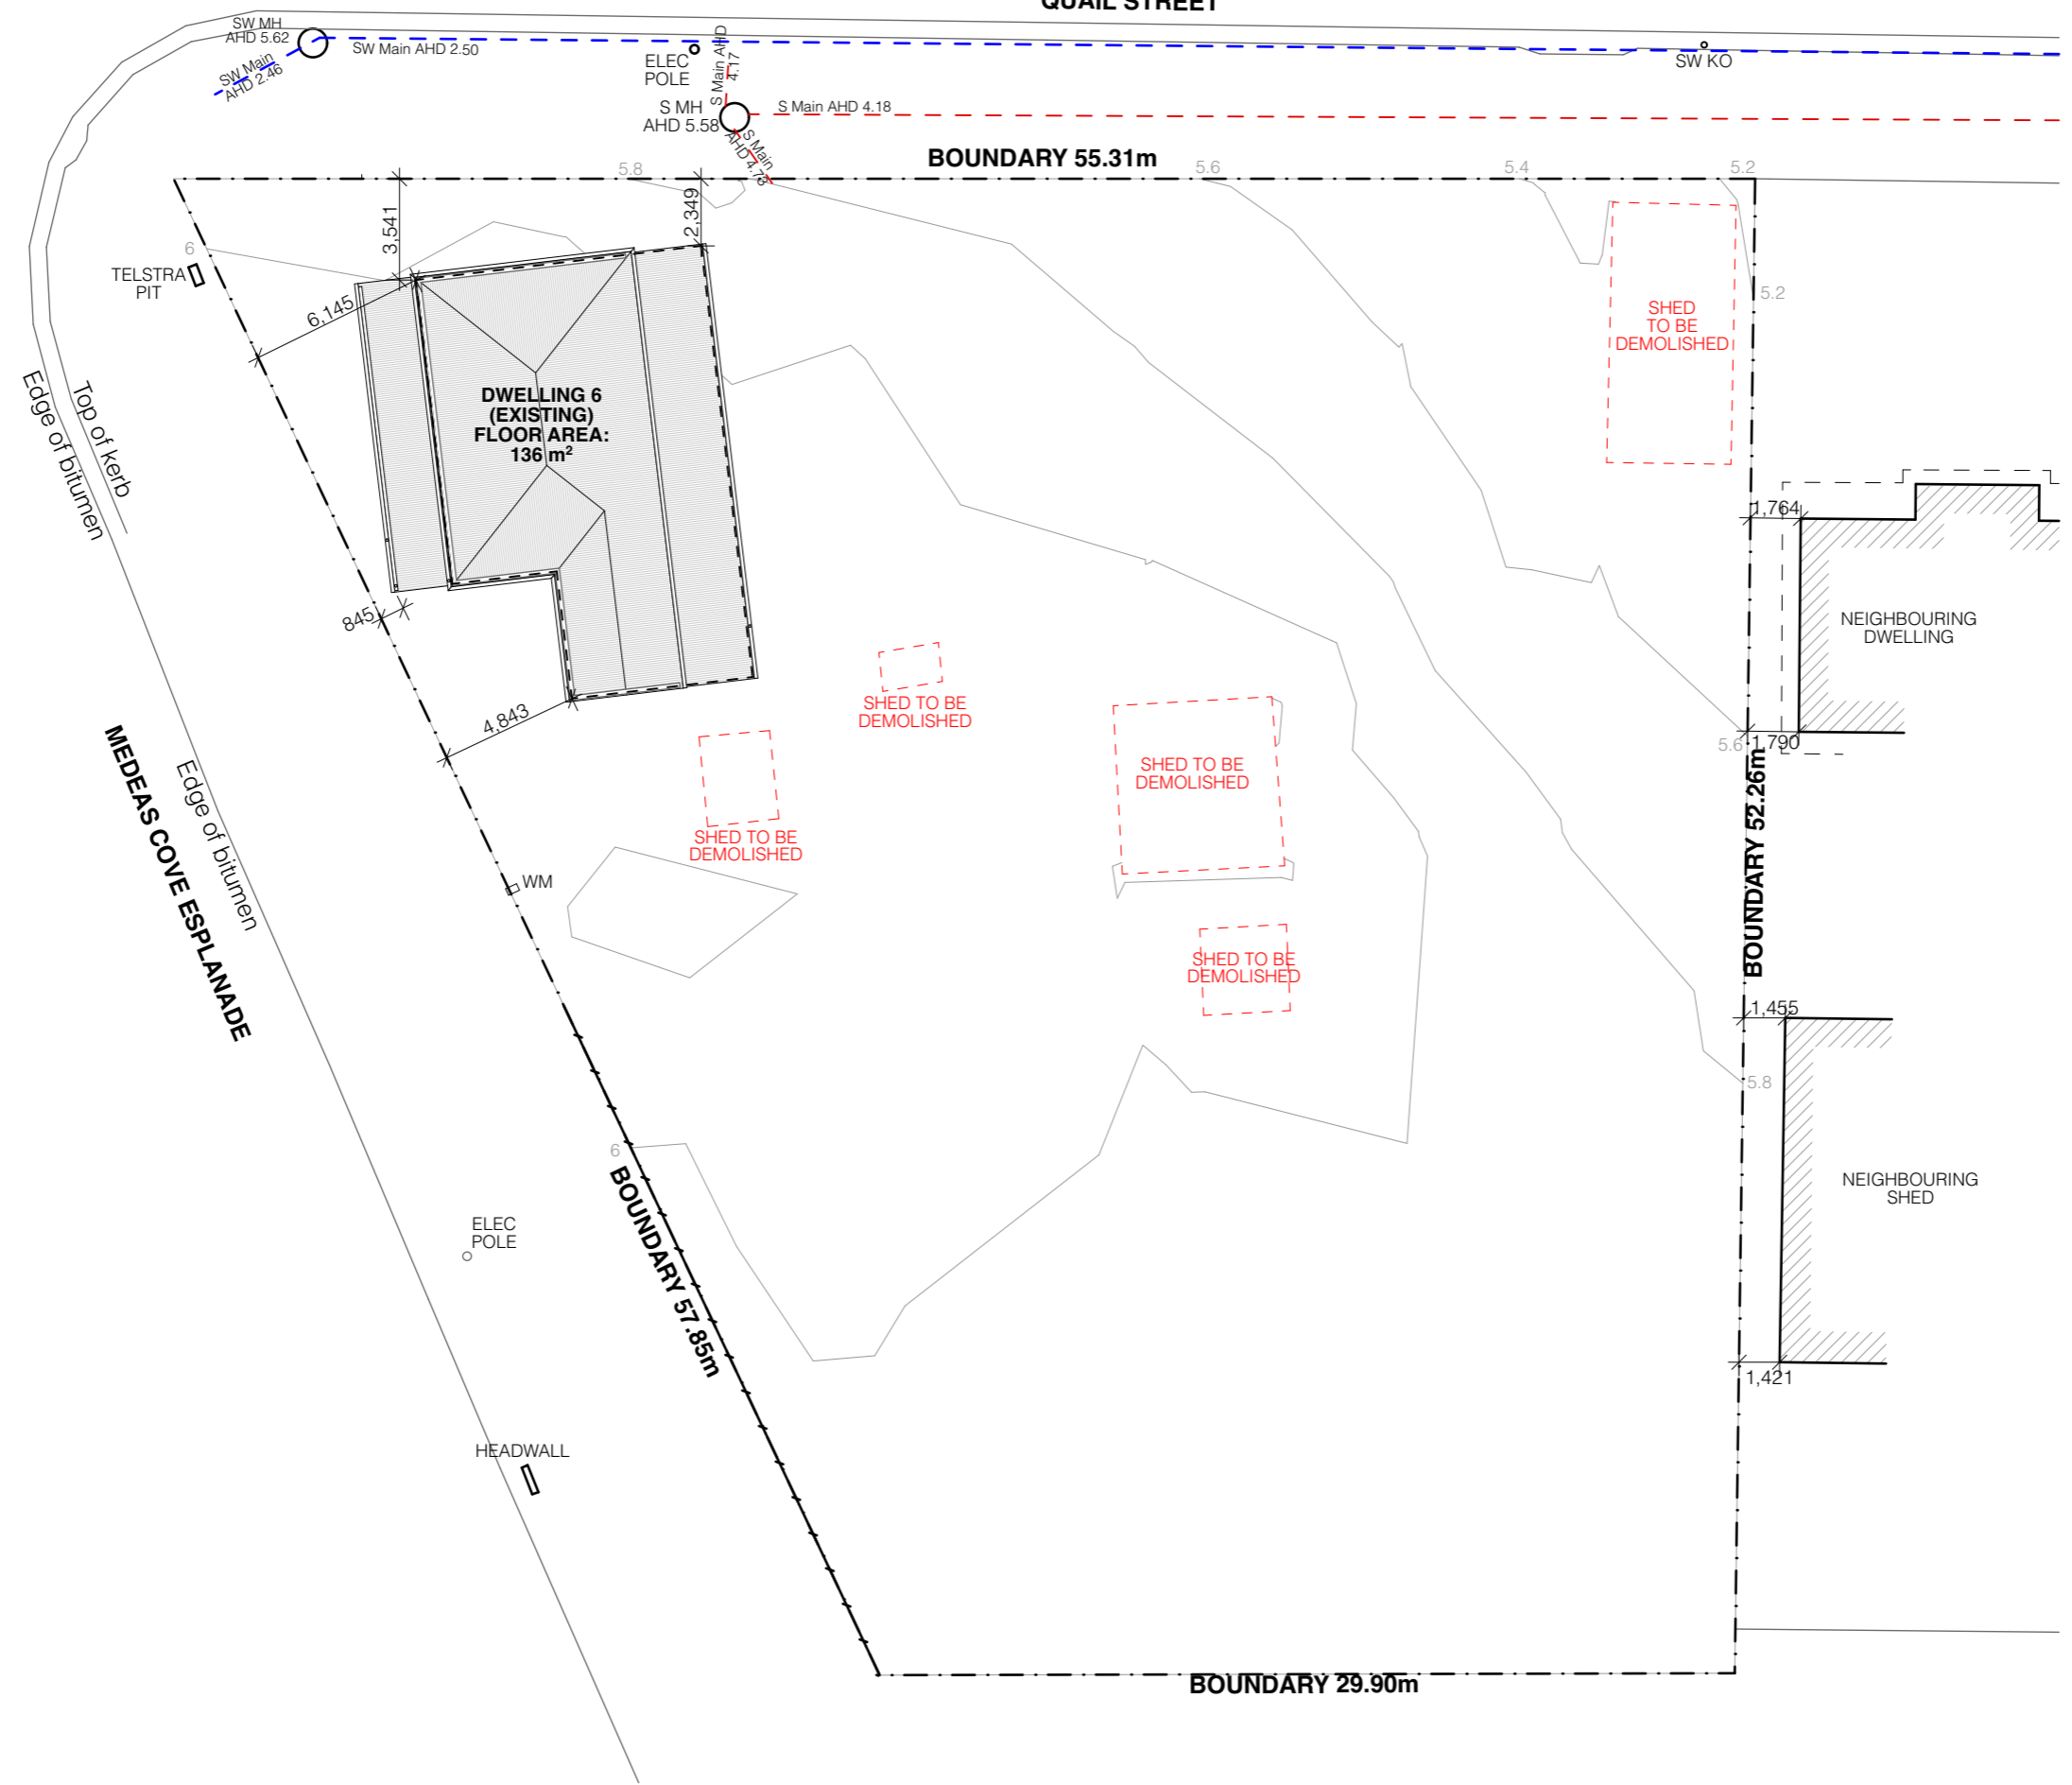 QUAIL STREET
SW MH
AHD 5.62
SW Main AHD 2.50
SW Main
AHD 2.46
ELEC
POLE
S Main AHD
4.17
SW KO
S MH
AHD 5.58
S Main AHD 4.18
S Main
AHD 4.73
BOUNDARY 55.31m
5.8
5.6
5.4
5.2
3,541
2,349
6
TELSTRA
PIT
6,145
5.2
SHED
TO BE
DEMOLISHED
Top of kerb
Edge of bitumen
DWELLING 6
(EXISTING)
FLOOR AREA:
136 m²
1,764
NEIGHBOURING
DWELLING
845
4,843
SHED TO BE
DEMOLISHED
5.6
1,790
SHED TO BE
DEMOLISHED
SHED TO BE
DEMOLISHED
MEDEAS COVE ESPLANADE
Edge of bitumen
BOUNDARY 52.26m
WM
SHED TO BE
DEMOLISHED
1,455
5.8
6
NEIGHBOURING
SHED
BOUNDARY 57.85m
ELEC
POLE
1,421
HEADWALL
BOUNDARY 29.90m